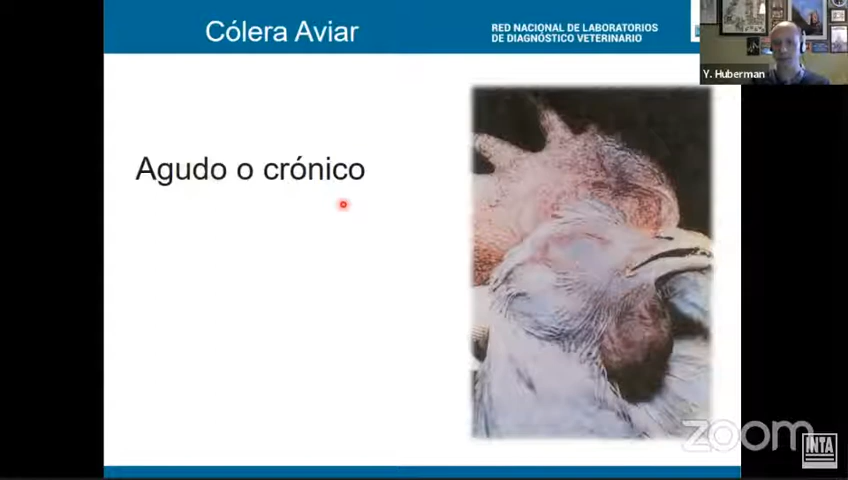 Cólera Aviar
RED NACIONAL DE LABORATORIOS
DE DIAGNÓSTICO VETERINARIO
Y. Huberman
Agudo o crónico
zoom
INTA